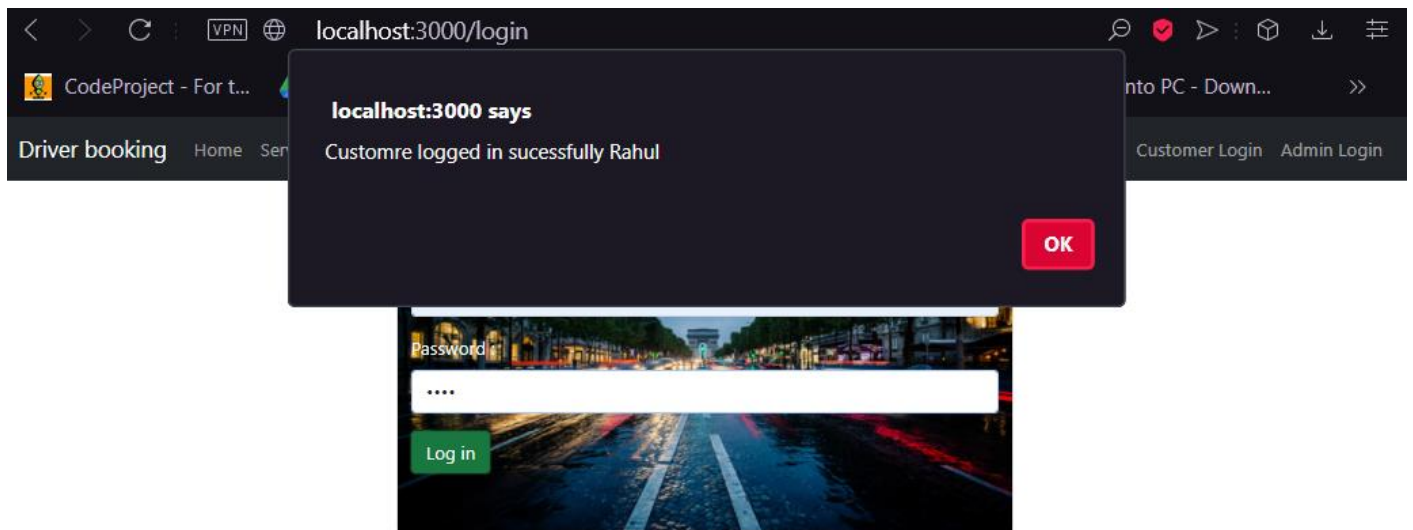 VPN localhost:3000/login
CodeProject - For t... nto PC - Down... >>
localhost:3000 says
Driver booking Home Customer Login Admin Login
Customre logged in sucessfully Rahul
OK
Password
....
Log in